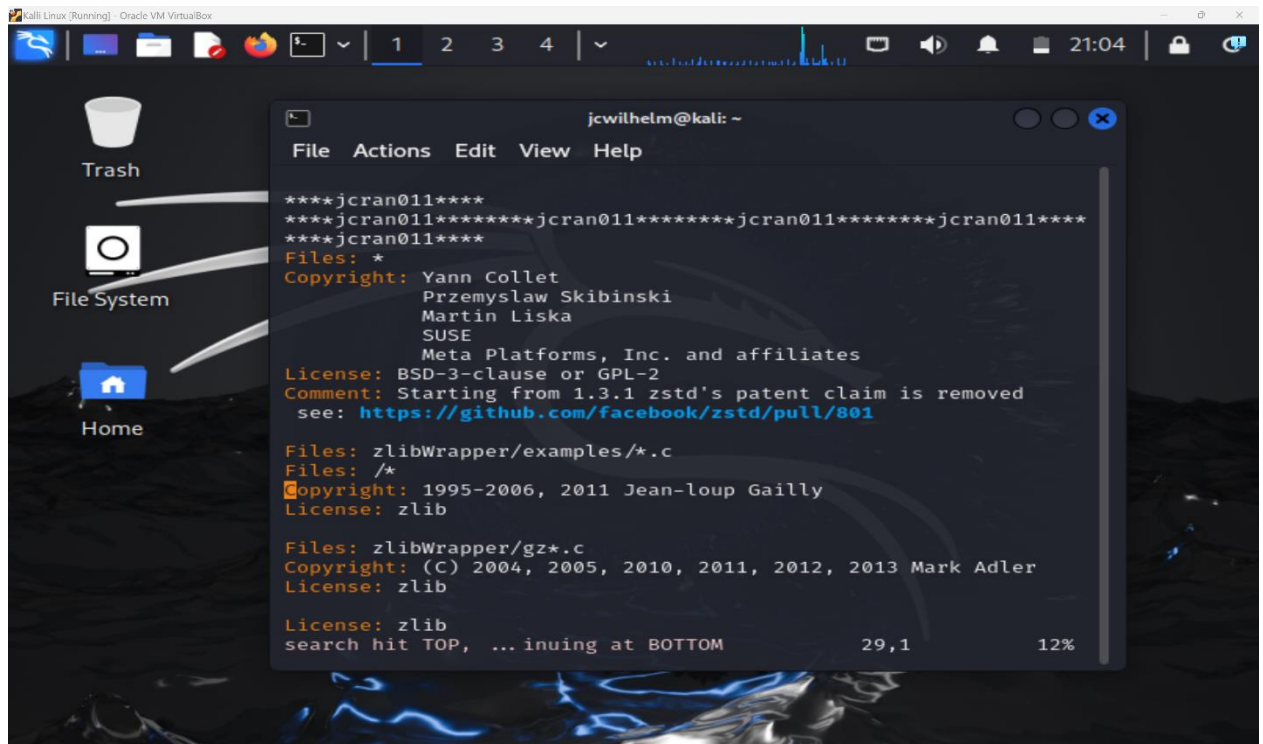 Kalli Linux [Running] - Oracle VM VirtualBox
1 2 3 4 21:04
jcwilhelm@kali: ~
File Actions Edit View Help
Trash
File System
Home
****jcran011****
****jcran011********jcran011********jcran011********jcran011****
****jcran011****
Files: *
Copyright: Yann Collet
Przemyslaw Skibinski
Martin Liska
SUSE
Meta Platforms, Inc. and affiliates
License: BSD-3-clause or GPL-2
Comment: Starting from 1.3.1 zstd's patent claim is removed
see: https://github.com/facebook/zstd/pull/801
Files: zlibWrapper/examples/*.c
Files: /*
Copyright: 1995-2006, 2011 Jean-loup Gailly
License: zlib
Files: zlibWrapper/gz*.c
Copyright: (C) 2004, 2005, 2010, 2011, 2012, 2013 Mark Adler
License: zlib
License: zlib
search hit TOP, ...inuing at BOTTOM 29,1 12%